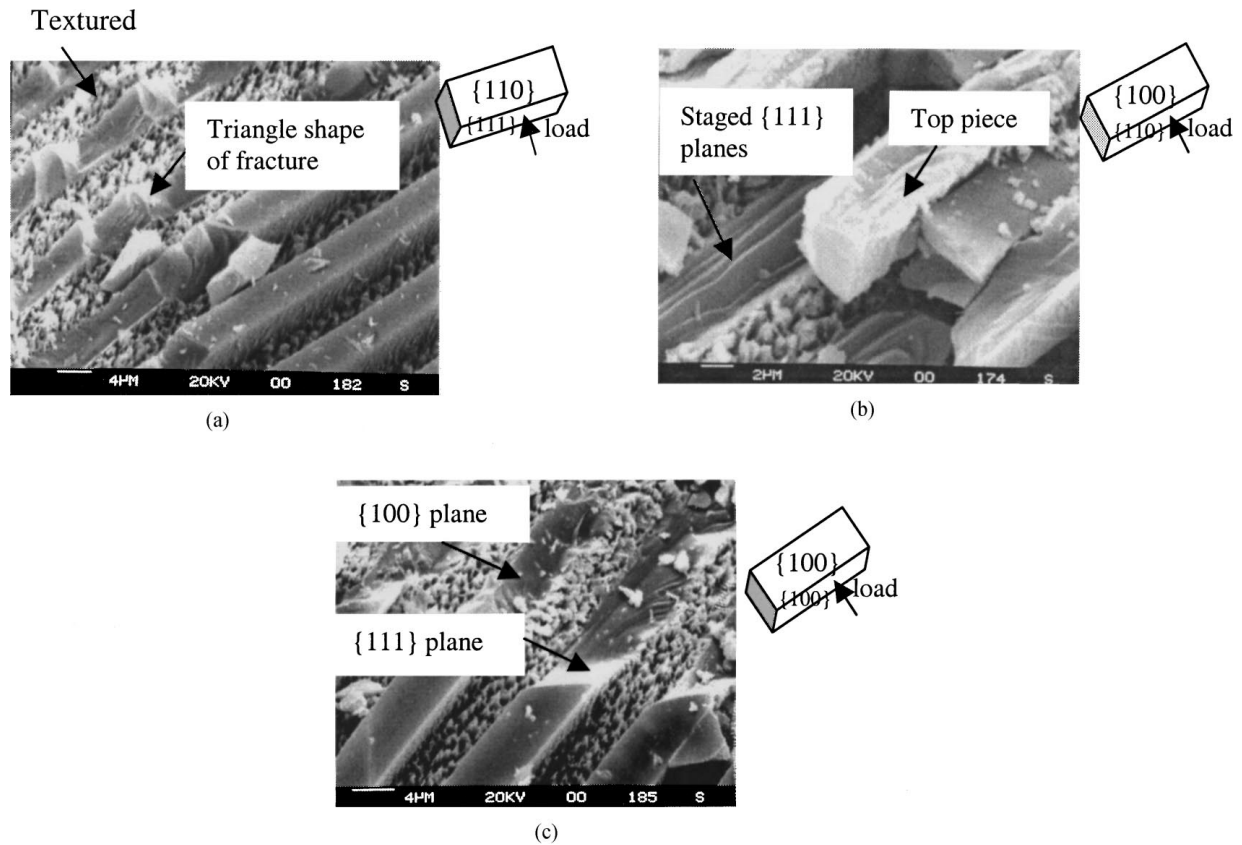 Textured
Triangle shape
of fracture
{110}
{111}
load
4µM 20KV 00 182 S
(a)
Staged {111}
planes
Top piece
{100}
{110}
load
2µM 20KV 00 174 S
(b)
{100} plane
{111} plane
{100}
{100}
load
4µM 20KV 00 185 S
(c)